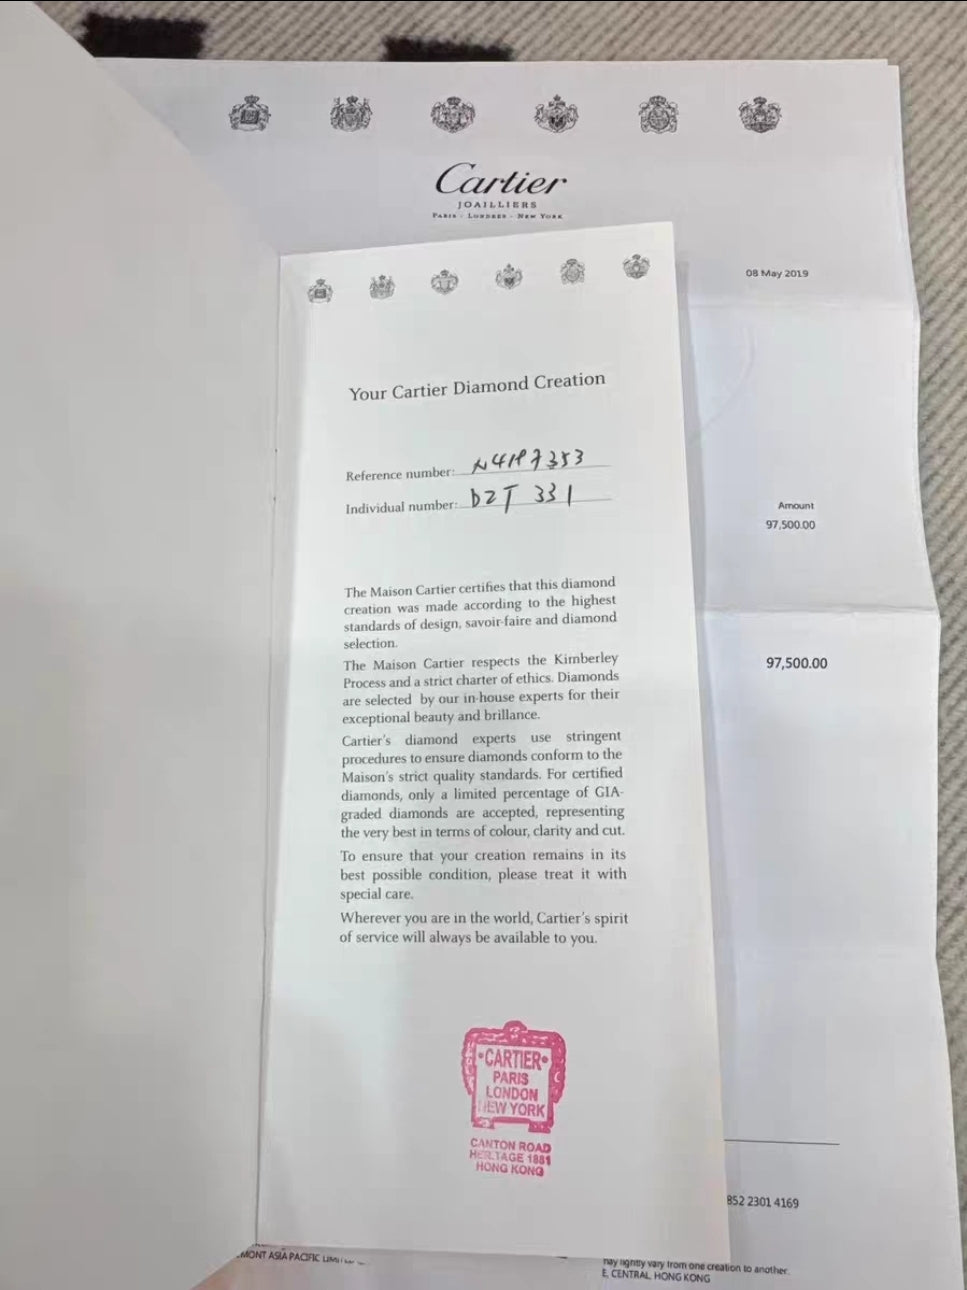 Cartier
JOAILLIERS
PARIS - LONDRES - NEW YORK
08 May 2019
Your Cartier Diamond Creation
Reference number: N4197353
Individual number: DZT 331
Amount
97,500.00
The Maison Cartier certifies that this diamond
creation was made according to the highest
standards of design, savoir-faire and diamond
selection.
The Maison Cartier respects the Kimberley
Process and a strict charter of ethics. Diamonds
are selected by our in-house experts for their
exceptional beauty and brillance.
97,500.00
Cartier's diamond experts use stringent
procedures to ensure diamonds conform to the
Maison's strict quality standards. For certified
diamonds, only a limited percentage of GIA-
graded diamonds are accepted, representing
the very best in terms of colour, clarity and cut.
To ensure that your creation remains in its
best possible condition, please treat it with
special care.
Wherever you are in the world, Cartier's spirit
of service will always be available to you.
•CARTIER•
PARIS
LONDON
NEW YORK
CANTON ROAD
HERITAGE 1881
HONG KONG
852 2301 4169
MONT ASIA PACIFIC
vary from one creation to another.
E, CENTRAL, HONG KONG